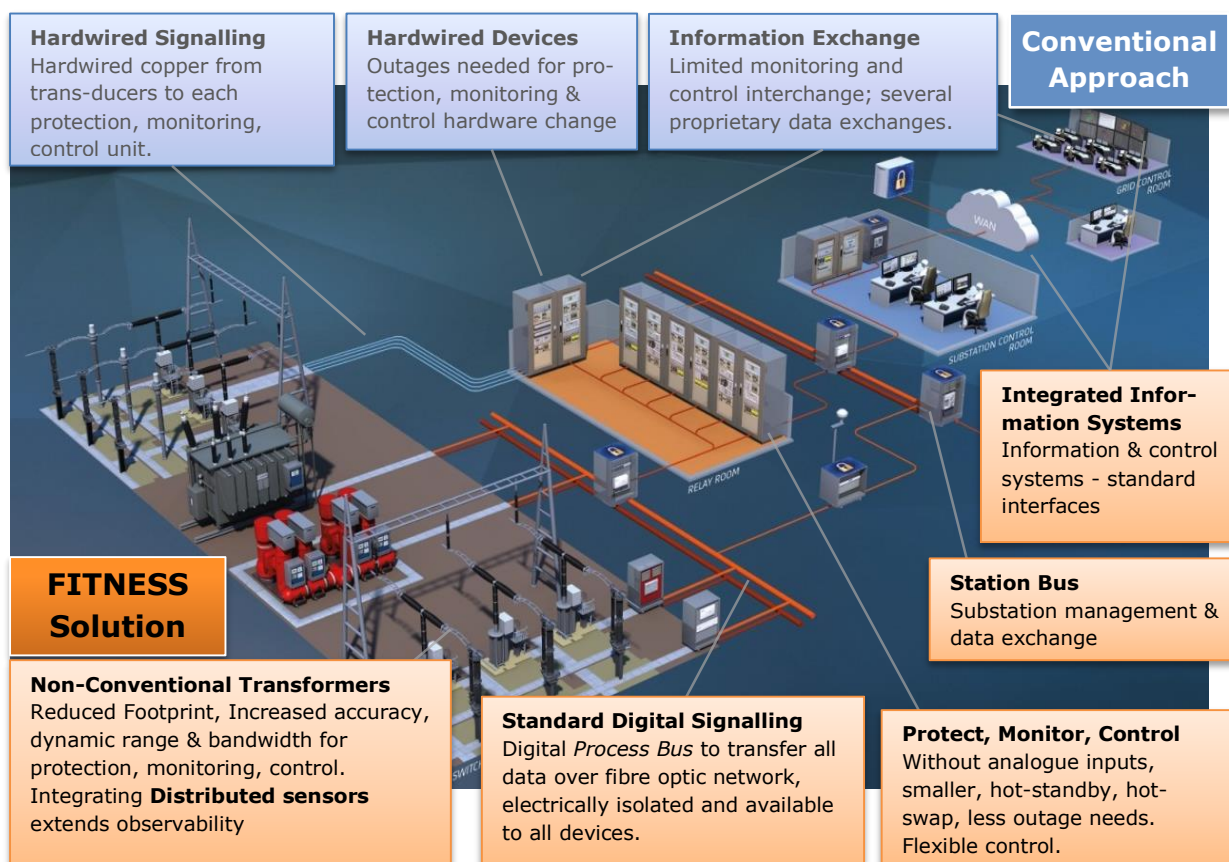 Hardwired Signalling
Hardwired copper from
trans-ducers to each
protection, monitoring,
control unit.
Hardwired Devices
Outages needed for pro-
tection, monitoring &
control hardware change
Information Exchange
Limited monitoring and
control interchange; several
proprietary data exchanges.
Conventional
Approach
GRID CONTROL
ROOM
WAN
SUBSTATION CONTROL
ROOM
RELAY ROOM
Integrated Infor-
mation Systems
Information & control
systems - standard
interfaces
Station Bus
Substation management &
data exchange
FITNESS
Solution
Non-Conventional Transformers
Reduced Footprint, Increased accuracy,
dynamic range & bandwidth for
protection, monitoring, control.
Integrating Distributed sensors
extends observability
SWITCH
Standard Digital Signalling
Digital Process Bus to transfer all
data over fibre optic network,
electrically isolated and available
to all devices.
Protect, Monitor, Control
Without analogue inputs,
smaller, hot-standby, hot-
swap, less outage needs.
Flexible control.